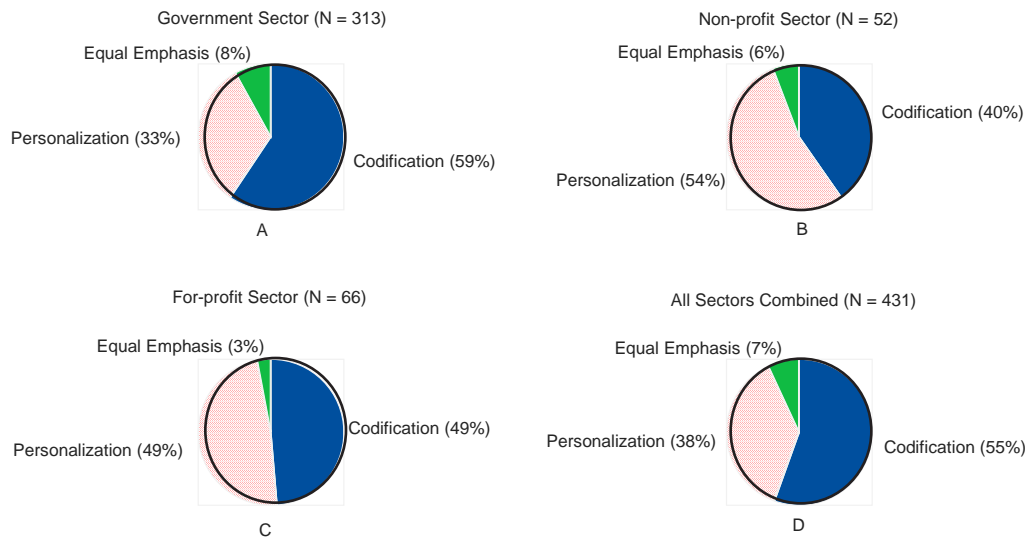 Government Sector (N = 313)
Equal Emphasis (8%)
Personalization (33%)
Codification (59%)
A
Non-profit Sector (N = 52)
Equal Emphasis (6%)
Codification (40%)
Personalization (54%)
B
For-profit Sector (N = 66)
Equal Emphasis (3%)
Codification (49%)
Personalization (49%)
C
All Sectors Combined (N = 431)
Equal Emphasis (7%)
Personalization (38%)
Codification (55%)
D